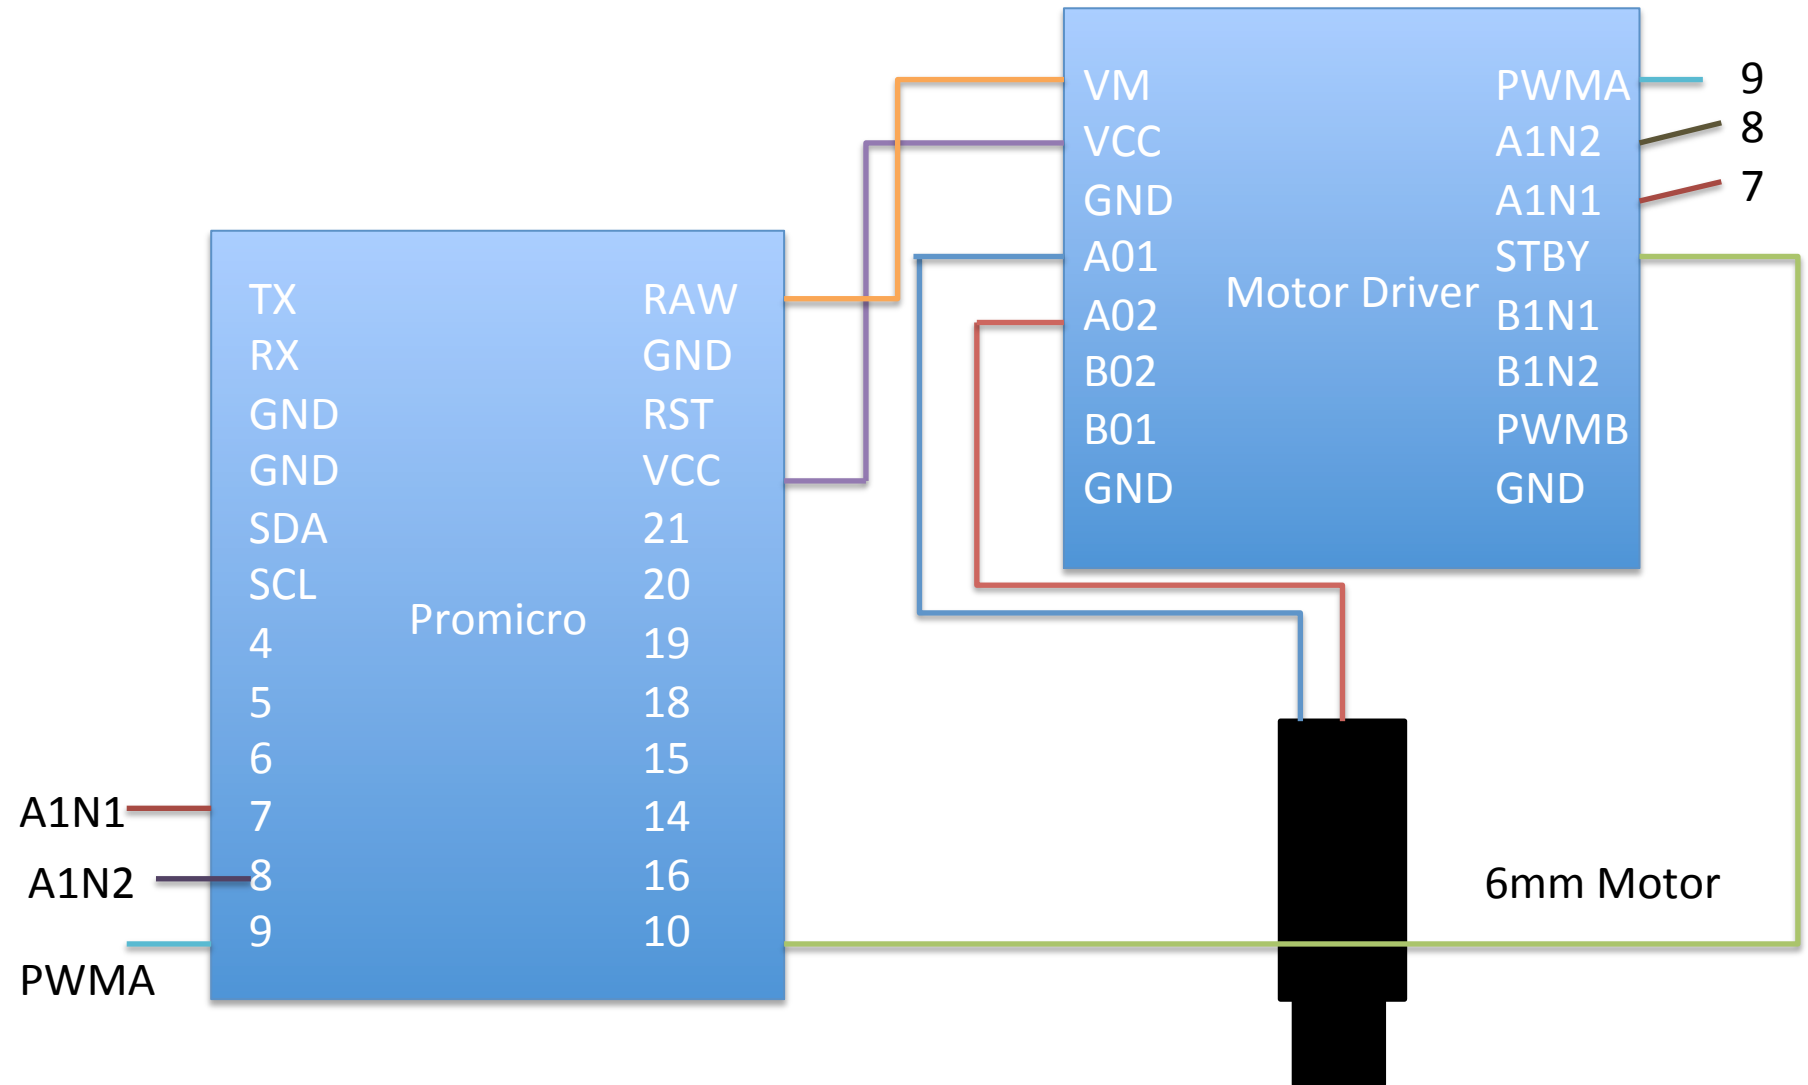 VM
VCC
GND
A01
A02
B02
B01
GND
Motor Driver
PWMA
A1N2
A1N1
STBY
B1N1
B1N2
PWMB
GND
9
8
7
TX
RX
GND
GND
SDA
SCL
4
5
6
7
8
9
Promicro
RAW
GND
RST
VCC
21
20
19
18
15
14
16
10
A1N1
A1N2
PWMA
6mm Motor